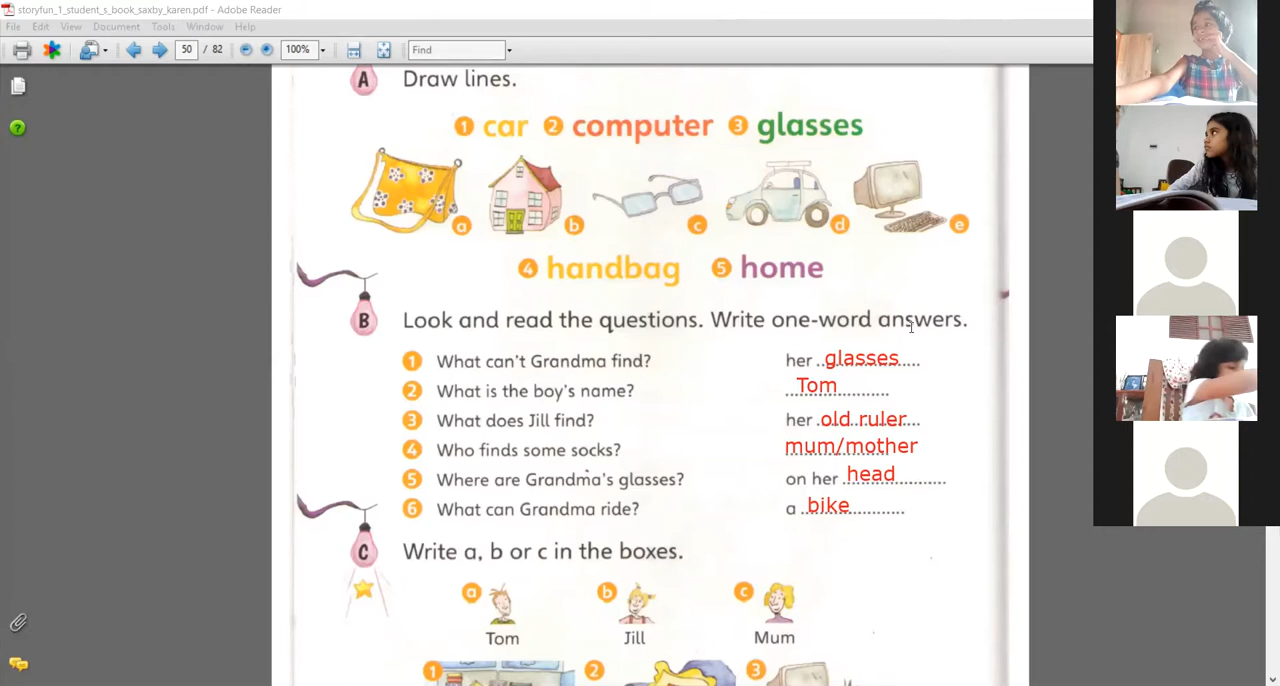 storyfun_1_student_s_book_saxby_karen.pdf - Adobe Reader
File Edit View Document Tools Window Help
50 / 82 100% Find
A Draw lines.
1 car 2 computer 3 glasses
a b c d e
4 handbag 5 home
B Look and read the questions. Write one-word answers.
1 What can't Grandma find? her glasses
2 What is the boy's name? Tom
3 What does Jill find? her old ruler
4 Who finds some socks? mum/mother
5 Where are Grandma's glasses? on her head
6 What can Grandma ride? a bike
C Write a, b or c in the boxes.
a b c
Tom Jill Mum
1 2 3